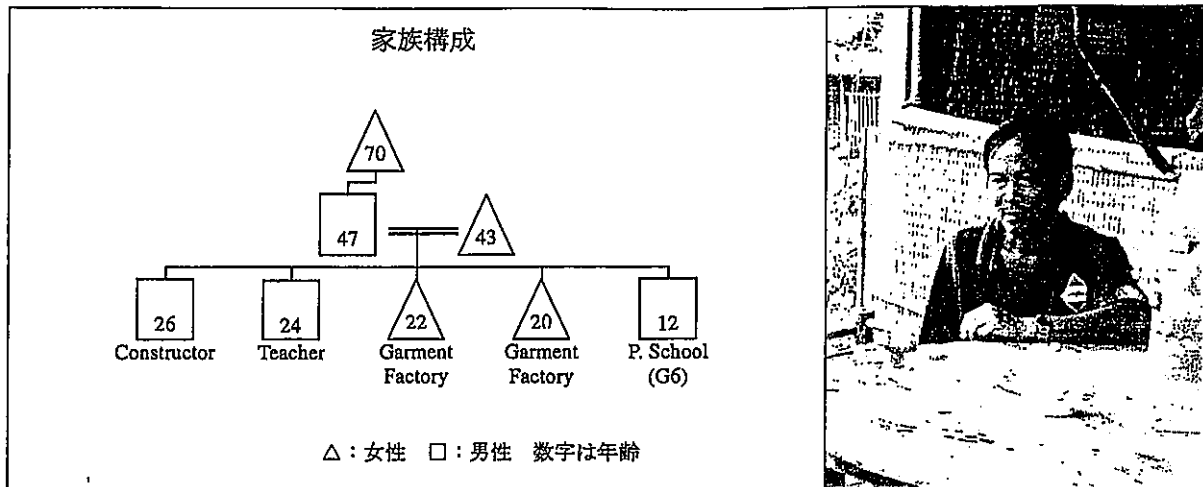 家族構成
70
47
43
26
24
22
20
12
Constructor
Teacher
Garment
Factory
Garment
Factory
P. School
(G6)
△：女性 □：男性 数字は年齢